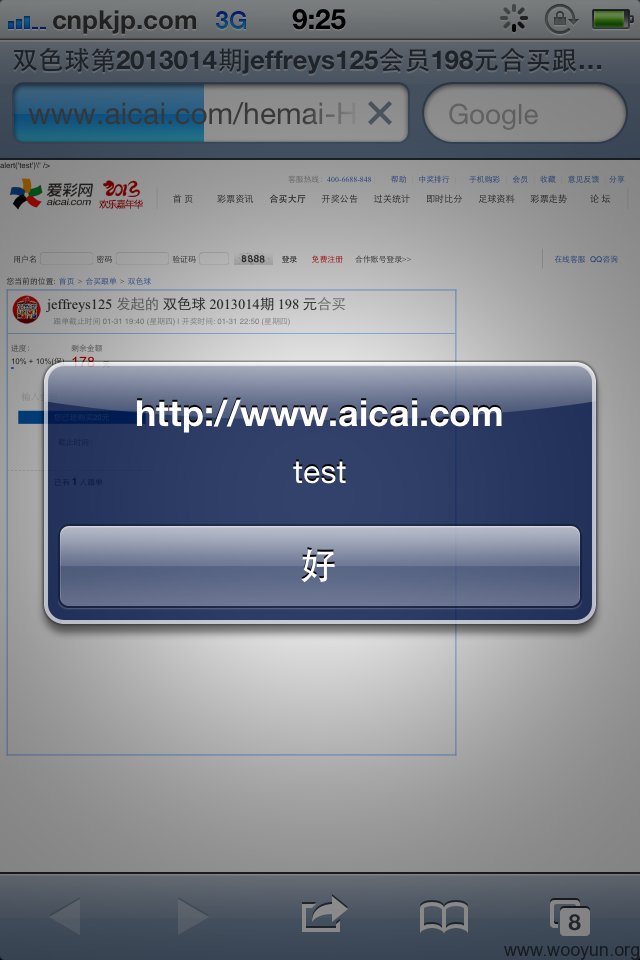 cnpkjp.com 3G 9:25
双色球第2013014期jeffreys125会员198元合买跟…
www.aicai.com/hemai-H Google
alert('test')\" />
客服热线：400-6688-848 帮助 中奖排行 手机购彩 会员 收藏 意见反馈 分享
爱彩网 2013
aicai.com 欢乐嘉年华
首 页 彩票资讯 合买大厅 开奖公告 过关统计 即时比分 足球资料 彩票走势 论 坛
用户名 密码 验证码 8888 登录 免费注册 合作账号登录>> 在线客服 QQ咨询
您当前的位置: 首页 > 合买跟单 > 双色球
jeffreys125 发起的 双色球 2013014期 198 元合买
跟单截止时间 01-31 19:40 (星期四) | 开奖时间: 01-31 22:50 (星期四)
进度： 剩余金额
10% + 10%(保) 178 元
输入
您已经购买20元
截止时间：
已有 1 人跟单
http://www.aicai.com
test
好
8
www.wooyun.org